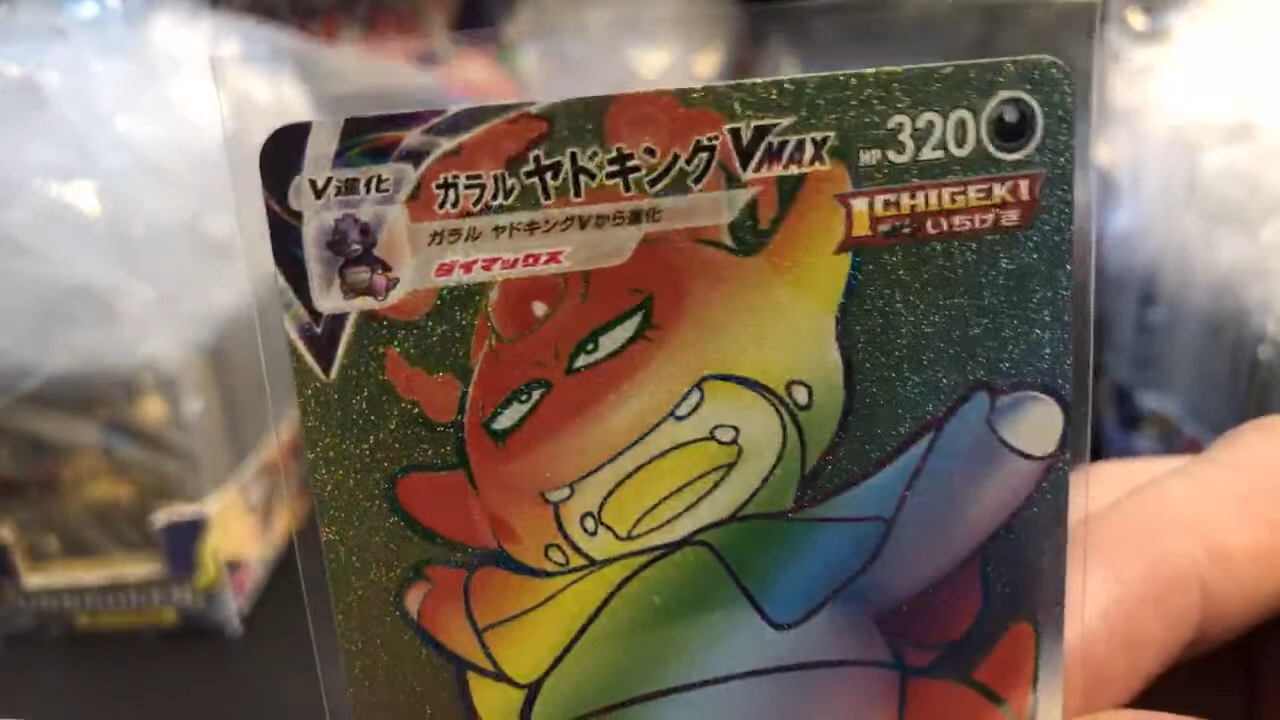 V進化
ガラル ヤドキングVMAX
HP 320
ガラル ヤドキングVから進化
ダイマックス
ICHIGEKI
いちげき